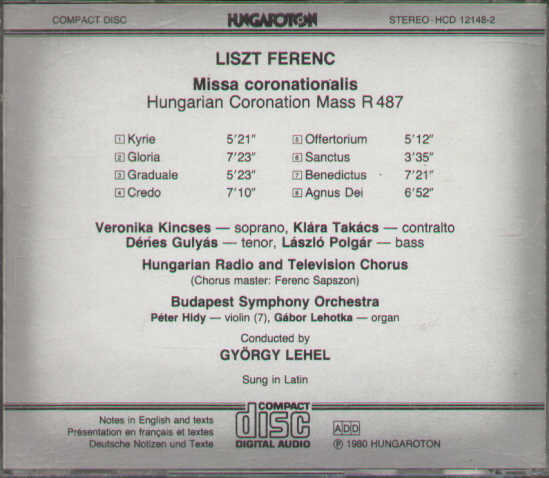 COMPACT DISC HUNGAROTON STEREO-HCD 12148-2
LISZT FERENC
Missa coronationalis
Hungarian Coronation Mass R 487
1 Kyrie 5'21" 5 Offertorium 5'12"
2 Gloria 7'23" 6 Sanctus 3'35"
3 Graduale 5'23" 7 Benedictus 7'21"
4 Credo 7'10" 8 Agnus Dei 6'52"
Veronika Kincses — soprano, Klára Takács — contralto
Dénes Gulyás — tenor, László Polgár — bass
Hungarian Radio and Television Chorus
(Chorus master: Ferenc Sapszon)
Budapest Symphony Orchestra
Péter Hidy — violin (7), Gábor Lehotka — organ
Conducted by
GYÖRGY LEHEL
Sung in Latin
Notes in English and texts
Présentation en français et textes
Deutsche Notizen und Texte
COMPACT
disc
DIGITAL AUDIO
ADD
Ⓟ 1980 HUNGAROTON